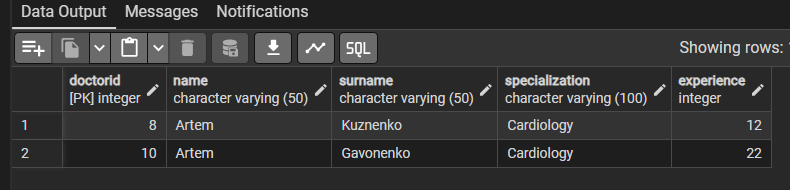 Data Output Messages Notifications
SQL Showing rows:
doctorid name surname specialization experience
[PK] integer character varying (50) character varying (50) character varying (100) integer
1 8 Artem Kuznenko Cardiology 12
2 10 Artem Gavonenko Cardiology 22